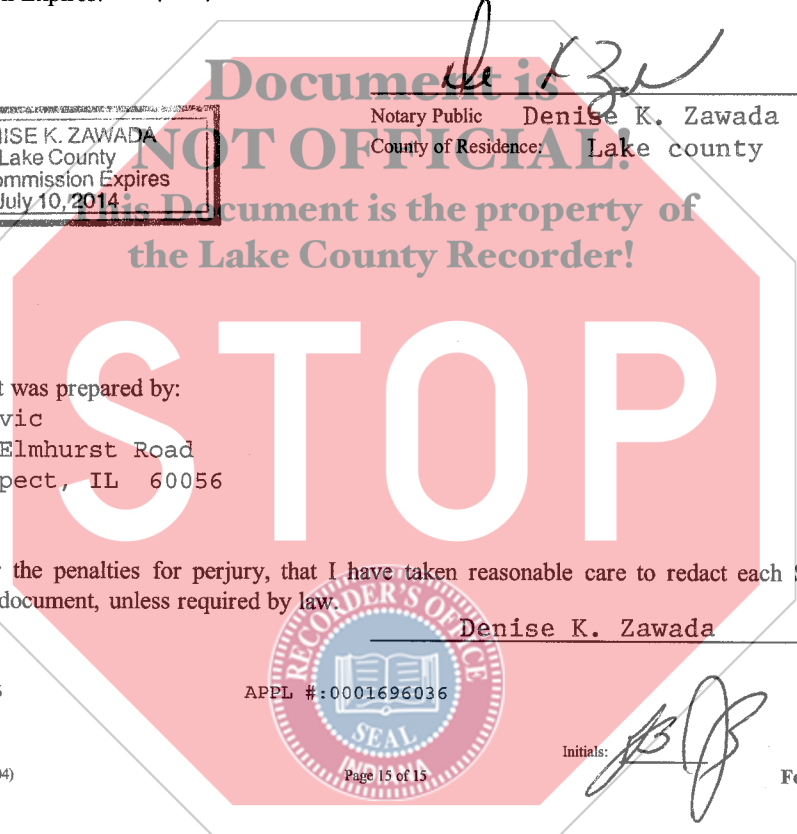 Expires:
Document is
Notary Public Denise K. Zawada
NISE K. ZAWADA
Lake County
County of Residence: Lake county
NOT OFFICIAL!
ommission Expires
July 10, 2014
This Document is the property of
the Lake County Recorder!
STOP
t was prepared by:
vic
Elmhurst Road
pect, IL 60056
the penalties for perjury, that I have taken reasonable care to redact each S
document, unless required by law.
Denise K. Zawada
RECORDER'S OFFICE
APPL #:0001696036
SEAL
INDIANA
Initials:
Page 15 of 15
Fo